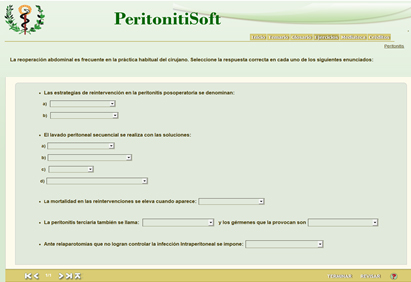 PeritonitiSoft
Peritonitis
La reoperación abdominal es frecuente en la práctica habitual del cirujano. Seleccione la respuesta correcta en cada uno de los siguientes enunciados:
• Las estrategias de reintervención en la peritonitis posoperatoria se denominan:
a)
b)
• El lavado peritoneal secuencial se realiza con las soluciones:
a)
b)
c)
d)
• La mortalidad en las reintervenciones se eleva cuando aparece:
• La peritonitis terciaria también se llama: y los gérmenes que la provocan son
• Ante relaparotomías que no logran controlar la infección Intraperitoneal se impone: